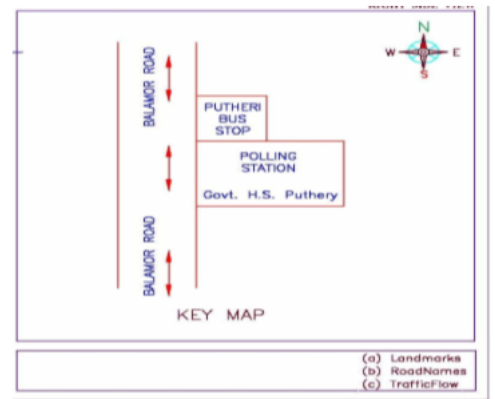 N
W E
S
BALAMOR ROAD
PUTHERI
BUS
STOP
POLLING
STATION
Govt. H.S. Puthery
BALAMOR ROAD
KEY MAP
(a) Landmarks
(b) RoadNames
(c) TrafficFlow